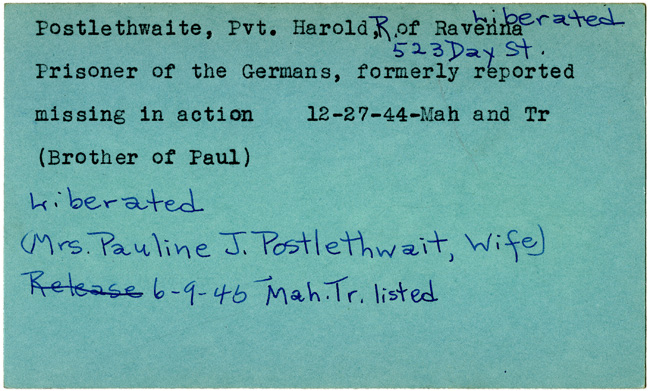 Liberated
Postlethwaite, Pvt. Harold, R. of Ravenna
523 Day St.
Prisoner of the Germans, formerly reported
missing in action 12-27-44-Mah and Tr
(Brother of Paul)
Liberated
(Mrs. Pauline J. Postlethwait, Wife)
Release 6-9-45 Mah. Tr. listed